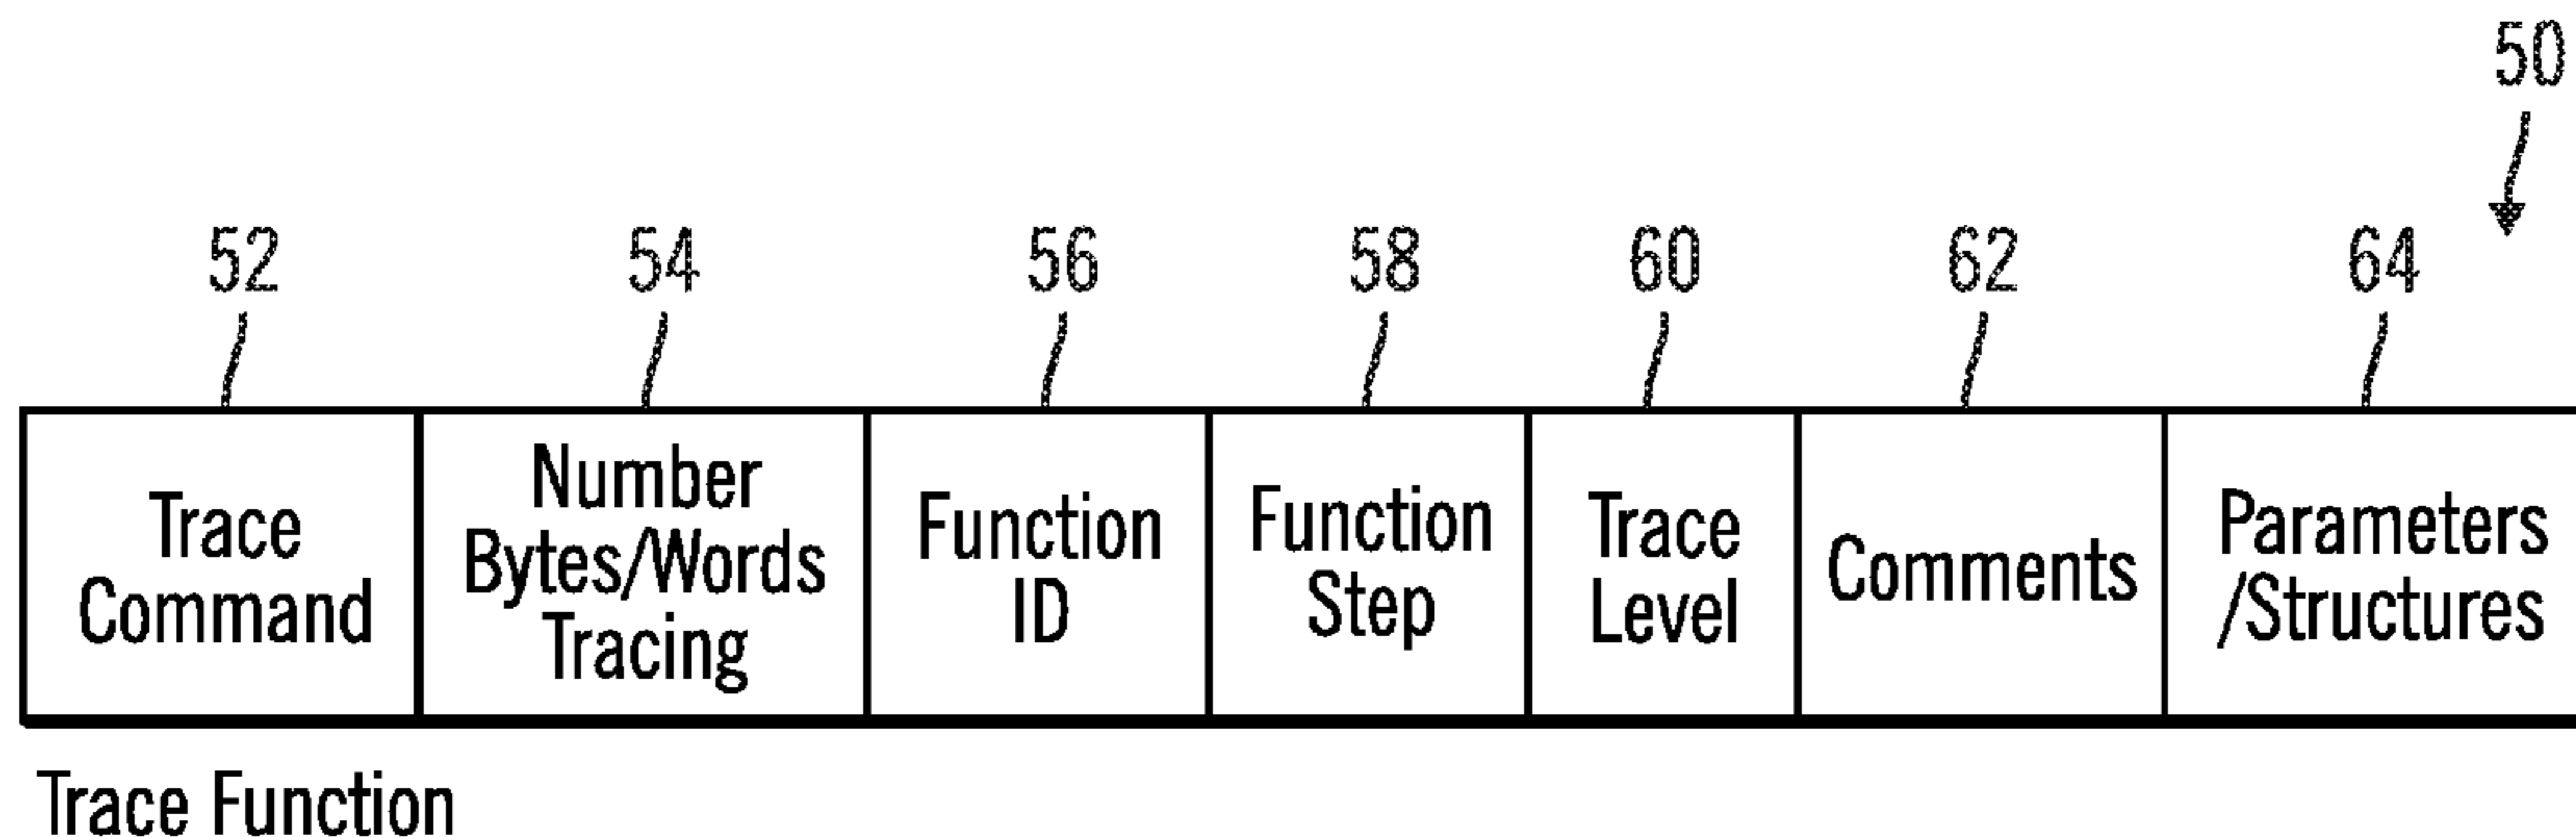 50
52 54 56 58 60 62 64
Trace
Command
Number
Bytes/Words
Tracing
Function
ID
Function
Step
Trace
Level
Comments
Parameters
/Structures
Trace Function